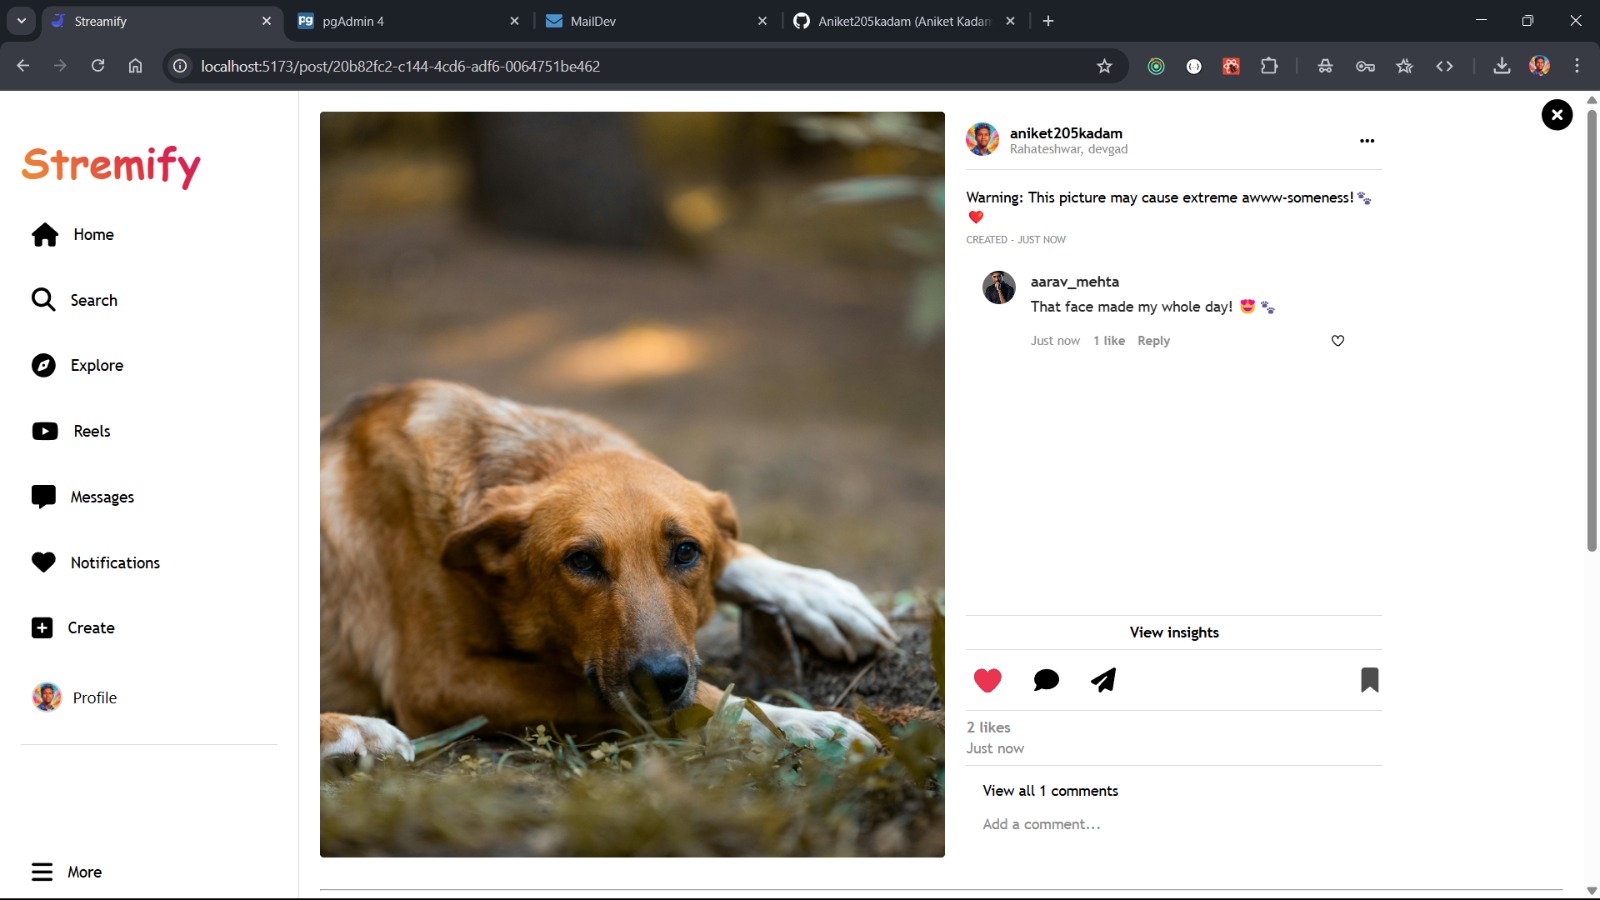 Streamify
pgAdmin 4
MailDev
Aniket205kadam (Aniket Kadam
localhost:5173/post/20b82fc2-c144-4cd6-adf6-0064751be462
Stremify
Home
Search
Explore
Reels
Messages
Notifications
Create
Profile
More
aniket205kadam
Rahateshwar, devgad
Warning: This picture may cause extreme awww-someness!🐾
❤️
CREATED - JUST NOW
aarav_mehta
That face made my whole day! 😍 🐾
Just now 1 like Reply
View insights
2 likes
Just now
View all 1 comments
Add a comment...